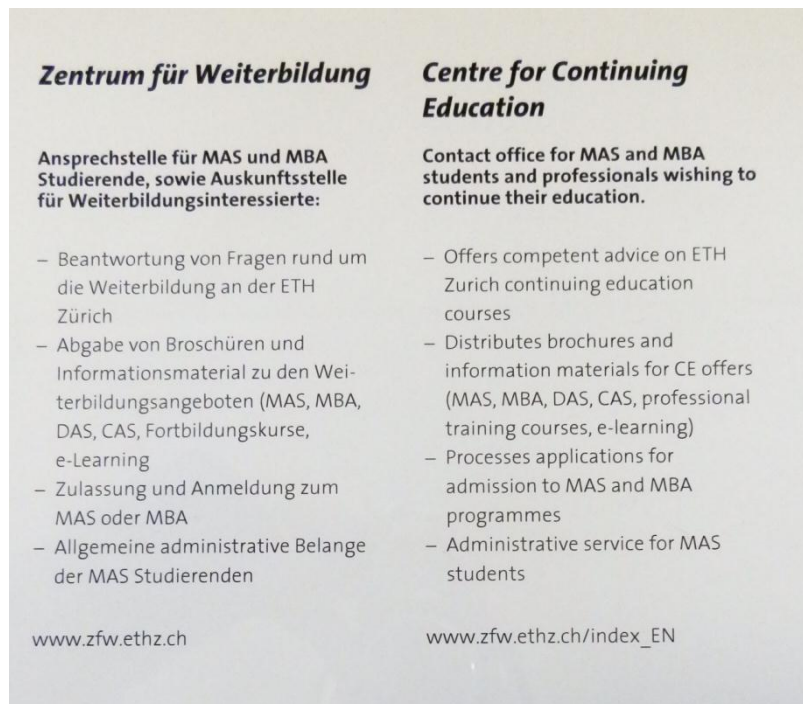 Zentrum für Weiterbildung
Ansprechstelle für MAS und MBA
Studierende, sowie Auskunftsstelle
für Weiterbildungsinteressierte:
– Beantwortung von Fragen rund um
die Weiterbildung an der ETH
Zürich
– Abgabe von Broschüren und
Informationsmaterial zu den Wei-
terbildungsangeboten (MAS, MBA,
DAS, CAS, Fortbildungskurse,
e-Learning
– Zulassung und Anmeldung zum
MAS oder MBA
– Allgemeine administrative Belange
der MAS Studierenden
www.zfw.ethz.ch
Centre for Continuing
Education
Contact office for MAS and MBA
students and professionals wishing to
continue their education.
– Offers competent advice on ETH
Zurich continuing education
courses
– Distributes brochures and
information materials for CE offers
(MAS, MBA, DAS, CAS, professional
training courses, e-learning)
– Processes applications for
admission to MAS and MBA
programmes
– Administrative service for MAS
students
www.zfw.ethz.ch/index_EN